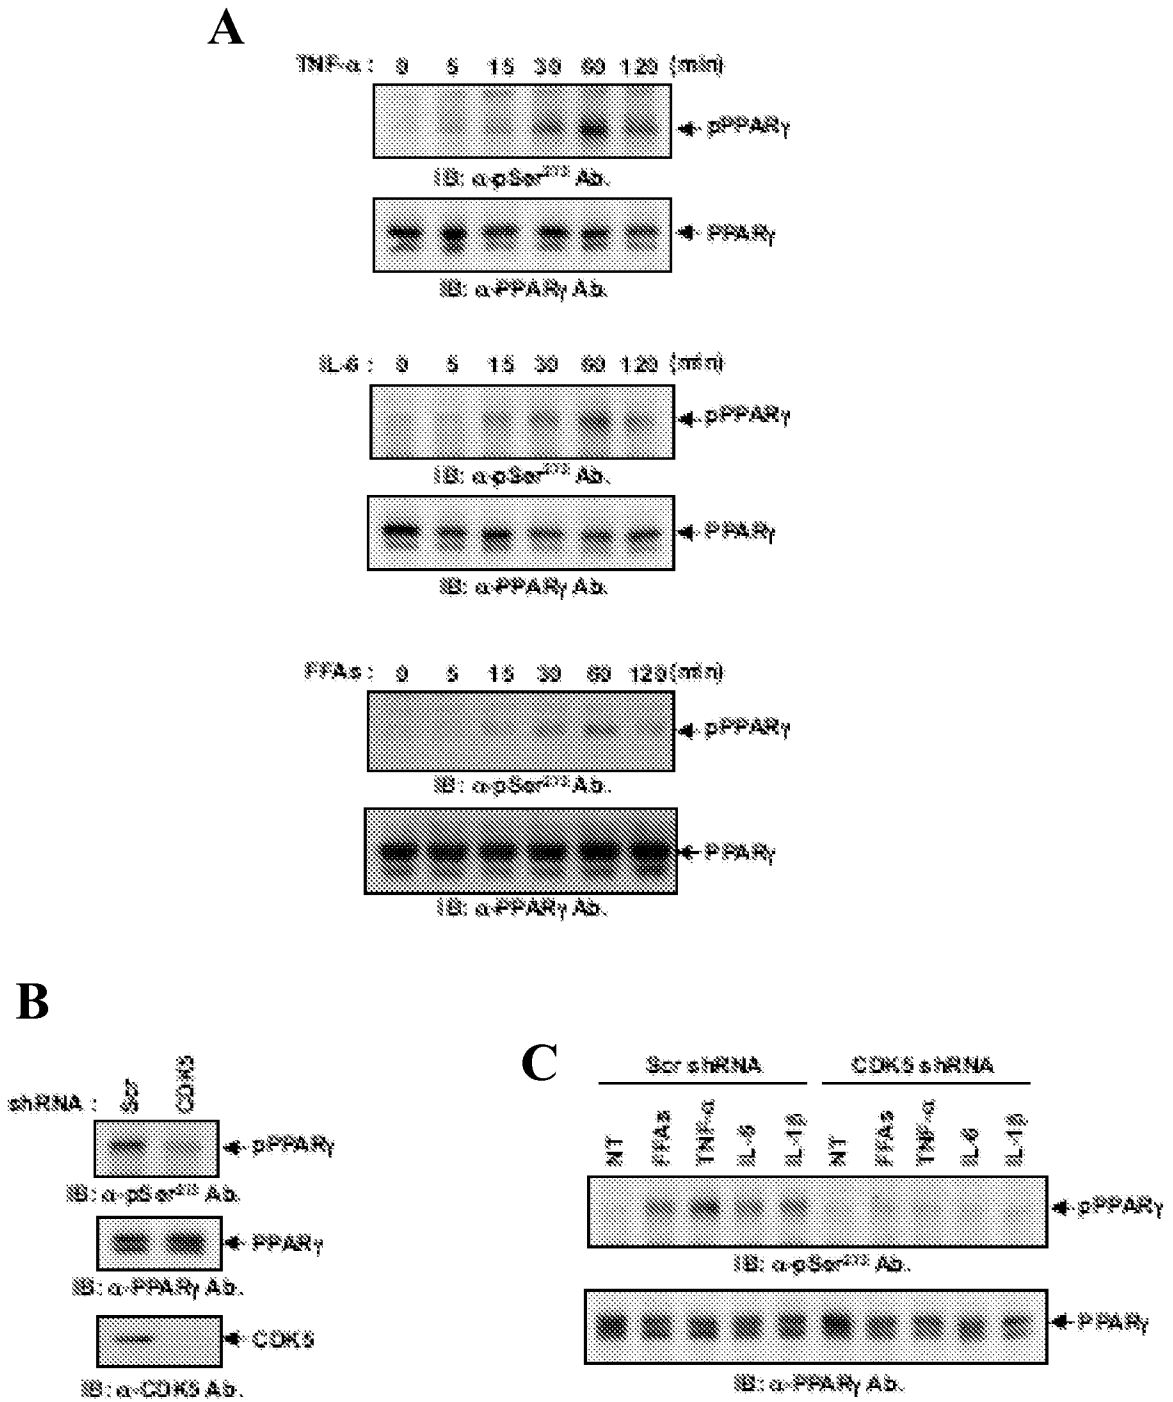 A
TNF-α : 0 5 15 30 60 120 (min)
pPPARγ
IB: α-pSer273 Ab.
PPARγ
IB: α-PPARγ Ab.
IL-6 : 0 5 15 30 60 120 (min)
pPPARγ
IB: α-pSer273 Ab.
PPARγ
IB: α-PPARγ Ab.
FFAs : 0 5 15 30 60 120 (min)
pPPARγ
IB: α-pSer273 Ab.
PPARγ
IB: α-PPARγ Ab.
B
shRNA : Scr CDK5
pPPARγ
IB: α-pSer273 Ab.
PPARγ
IB: α-PPARγ Ab.
CDK5
IB: α-CDK5 Ab.
C
Scr shRNA CDK5 shRNA
NT FFAs TNF-α IL-6 IL-1β NT FFAs TNF-α IL-6 IL-1β
pPPARγ
IB: α-pSer273 Ab.
PPARγ
IB: α-PPARγ Ab.